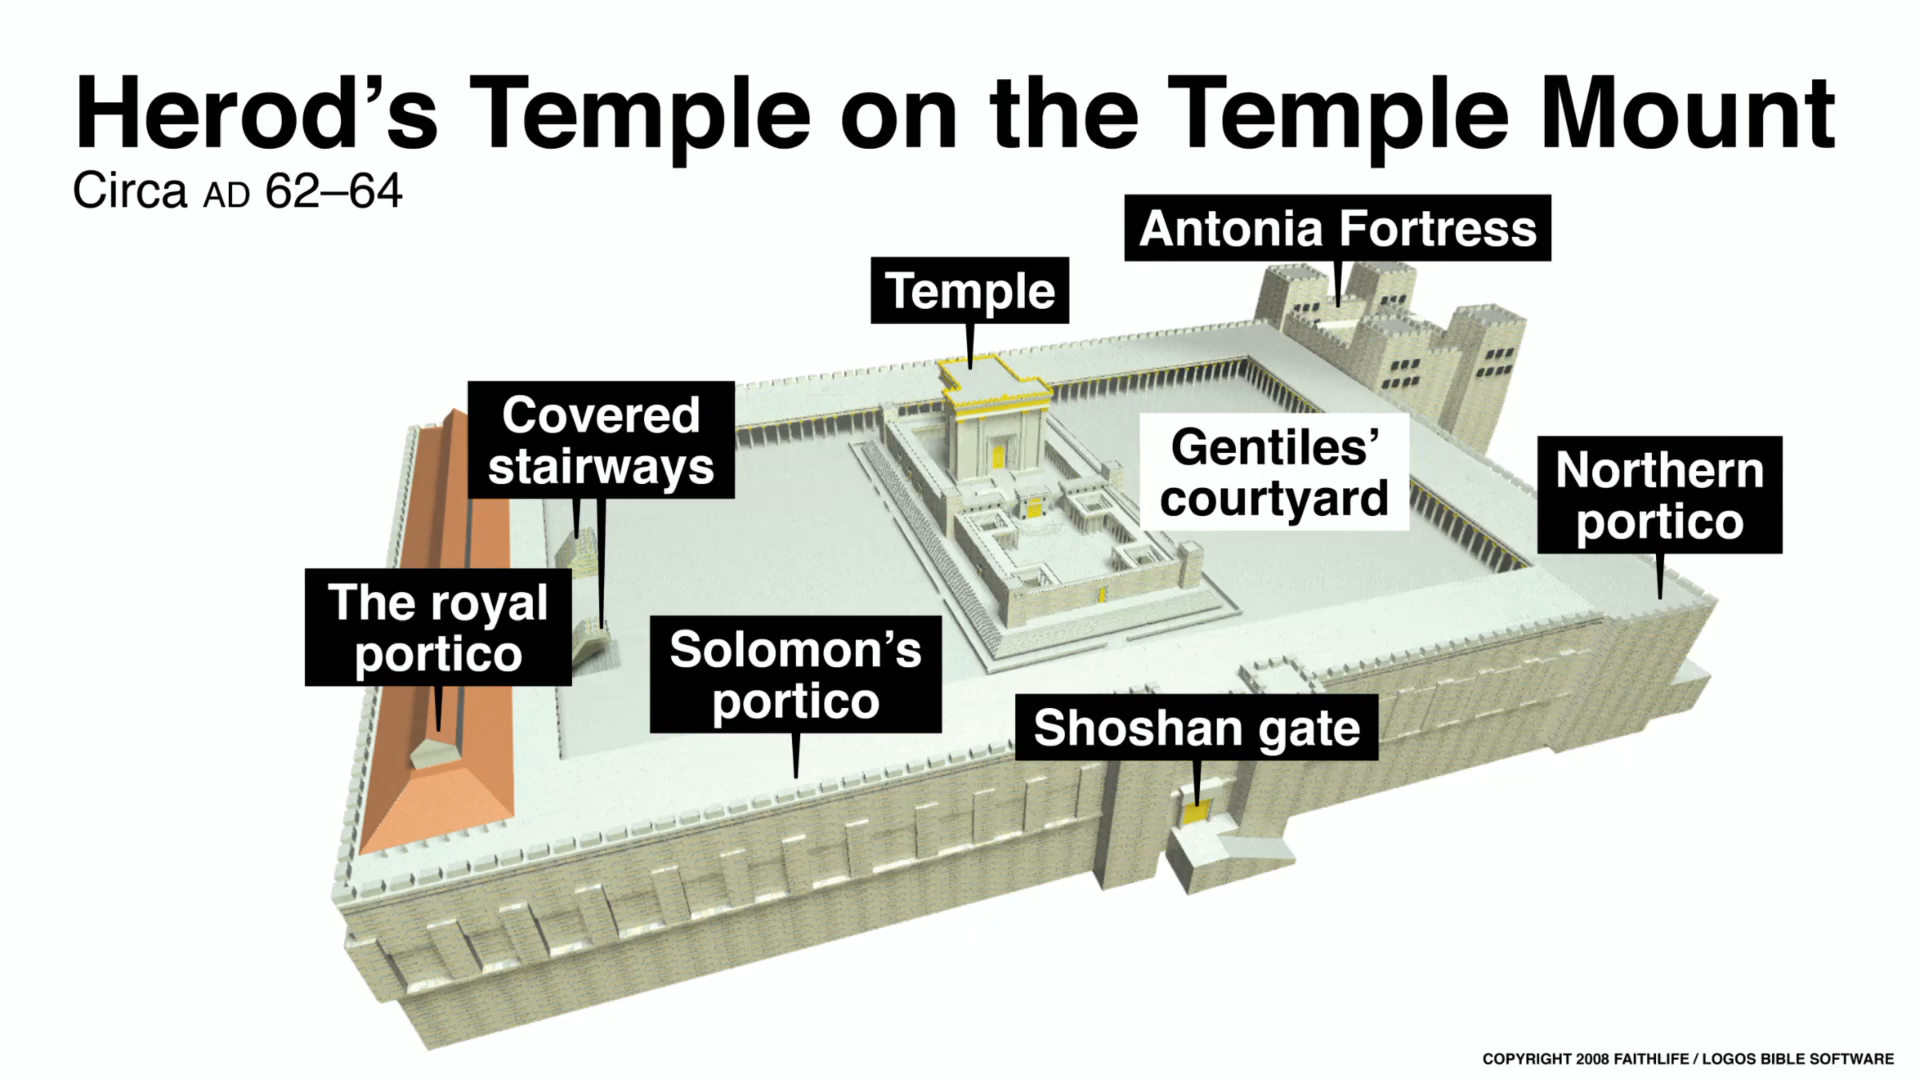 Herod’s Temple on the Temple Mount
Circa AD 62–64
Antonia Fortress
Temple
Covered
stairways
Gentiles’
courtyard
Northern
portico
The royal
portico
Solomon’s
portico
Shoshan gate
COPYRIGHT 2008 FAITHLIFE / LOGOS BIBLE SOFTWARE